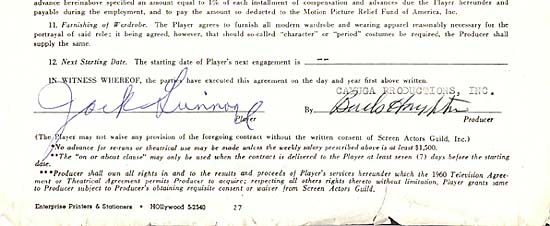 advance hereinabove specified an amount equal to 1% of each installment of compensation and advances due the Player hereunder and
payable during the employment, and to pay the amount so deducted to the Motion Picture Relief Fund of America, Inc.
11. Furnishing of Wardrobe. The Player agrees to furnish all modern wardrobe and wearing apparel reasonably necessary for the
portrayal of said role; it being agreed, however, that should so-called "character" or "period" costumes be required, the Producer shall
supply the same.
12. Next Starting Date. The starting date of Player's next engagement is --
IN WITNESS WHEREOF, the parties have executed this agreement on the day and year first above written.
CAYUGA PRODUCTIONS, INC.
Jack
By
Player
Producer
(The Player may not waive any provision of the foregoing contract without the written consent of Screen Actors Guild, Inc.)
*No advance for re-runs or theatrical use may be made unless the weekly salary prescribed above is at least $1,500.
**The "on or about clause" may only be used when the contract is delivered to the Player at least seven (7) days before the starting
date.
***Producer shall own all rights in and to the results and proceeds of Player's services hereunder which the 1960 Television Agree-
ment or Theatrical Agreement permits Producer to acquire; respecting all others rights thereto without limitation, Player grants same
to Producer subject to Producer's obtaining requisite consent or waiver from Screen Actors Guild.
Enterprise Printers & Stationers • HOllywood 5-2540 27